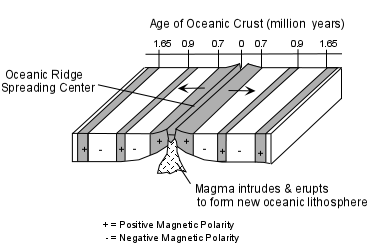 Age of Oceanic Crust (million years)
1.65 0.9 0.7 0 0.7 0.9 1.65
Oceanic Ridge
Spreading Center
+ - + - + + - + -
Magma intrudes & erupts
to form new oceanic lithosphere
+ = Positive Magnetic Polarity
- = Negative Magnetic Polarity